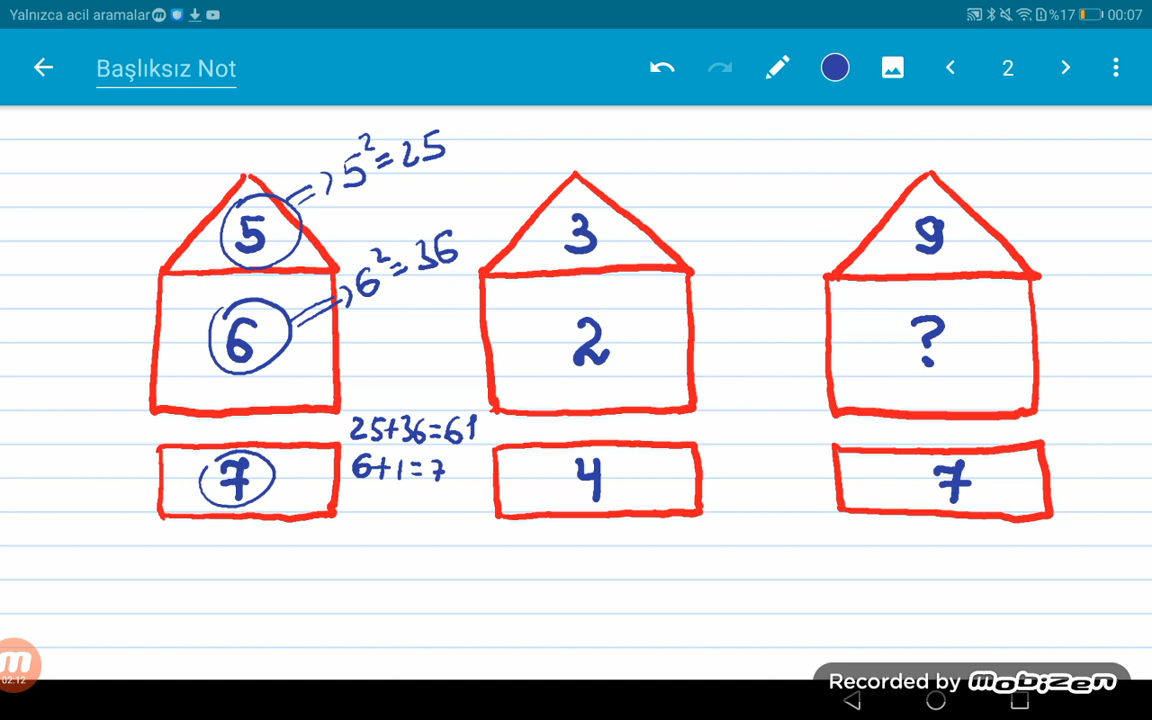 Yalnızca acil aramalar %17 00:07
Başlıksız Not 2
5 => 5² = 25
3
9
6 => 6² = 36
2
?
25+36=61
6+1=7
7
4
7
02:12
Recorded by mobizen